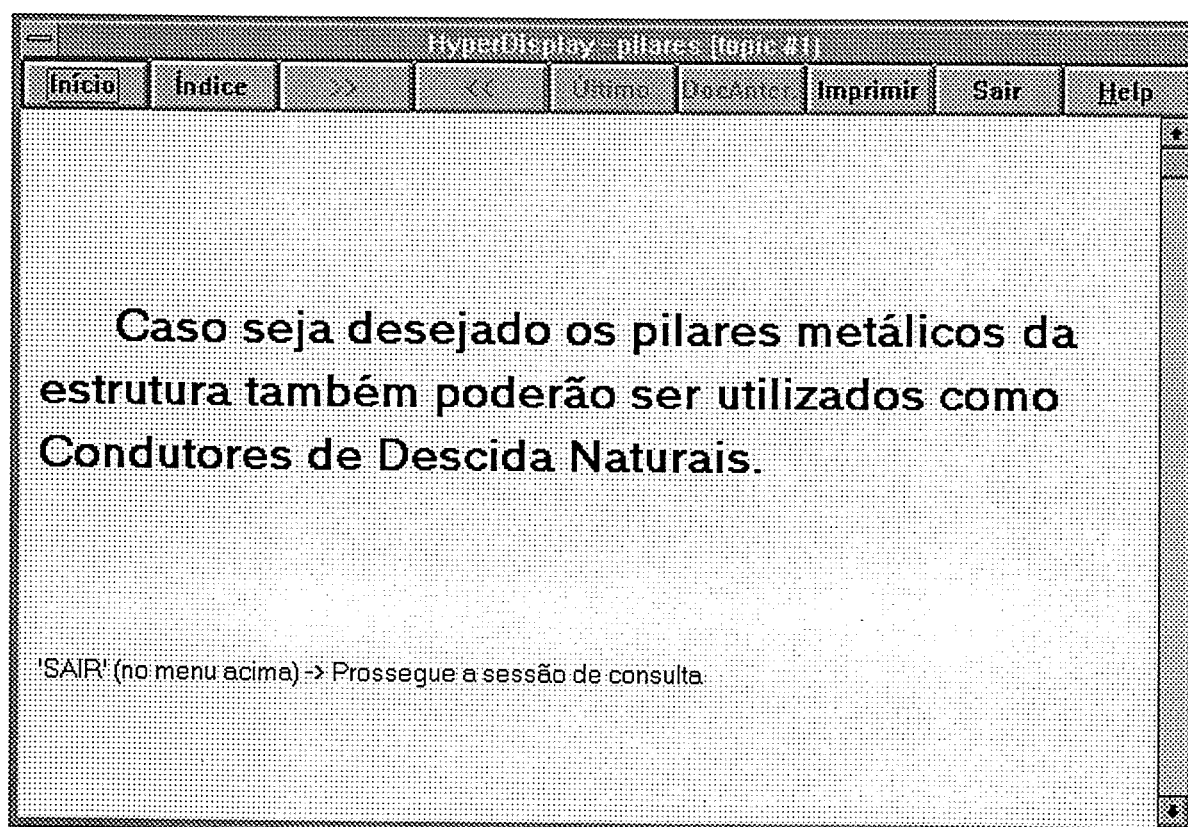 HyperDisplay - pilares (topic #1)
Início Índice >> << Último DocAnter Imprimir Sair Help
Caso seja desejado os pilares metálicos da
estrutura também poderão ser utilizados como
Condutores de Descida Naturais.
'SAIR' (no menu acima) -> Prossegue a sessão de consulta